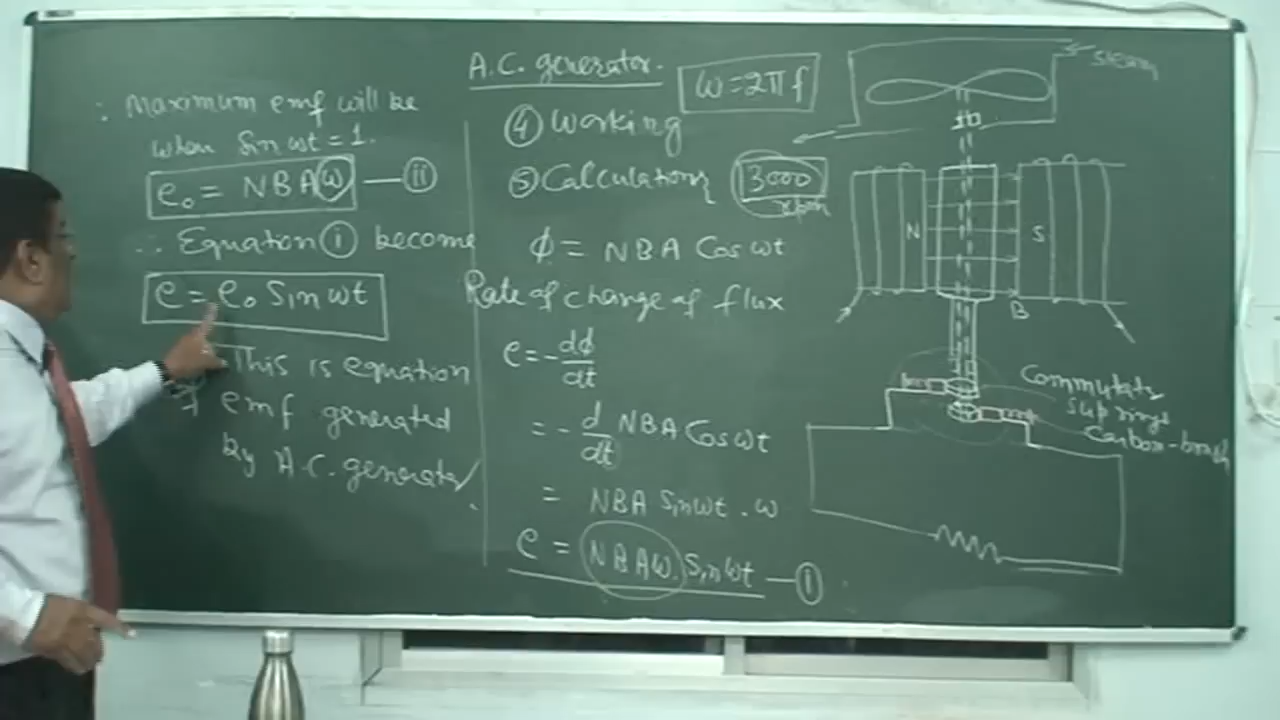 ∴ Maximum emf will be
when Sin ωt = 1.
e₀ = NBAω — ii
∴ Equation i become
e = e₀ Sin ωt
This is equation
of emf generated
by A.C. generator
A.C. generator.
ω = 2πf
4 Working
5 Calculations
3000
ϕ = NBA Cos ωt
Rate of change of flux
e = - dϕ/dt
= - d/dt NBA Cos ωt
= NBA Sin ωt . ω
e = NBAω. Sin ωt — i
steam
N
S
B
Commutator
Slip rings
Carbon-brush